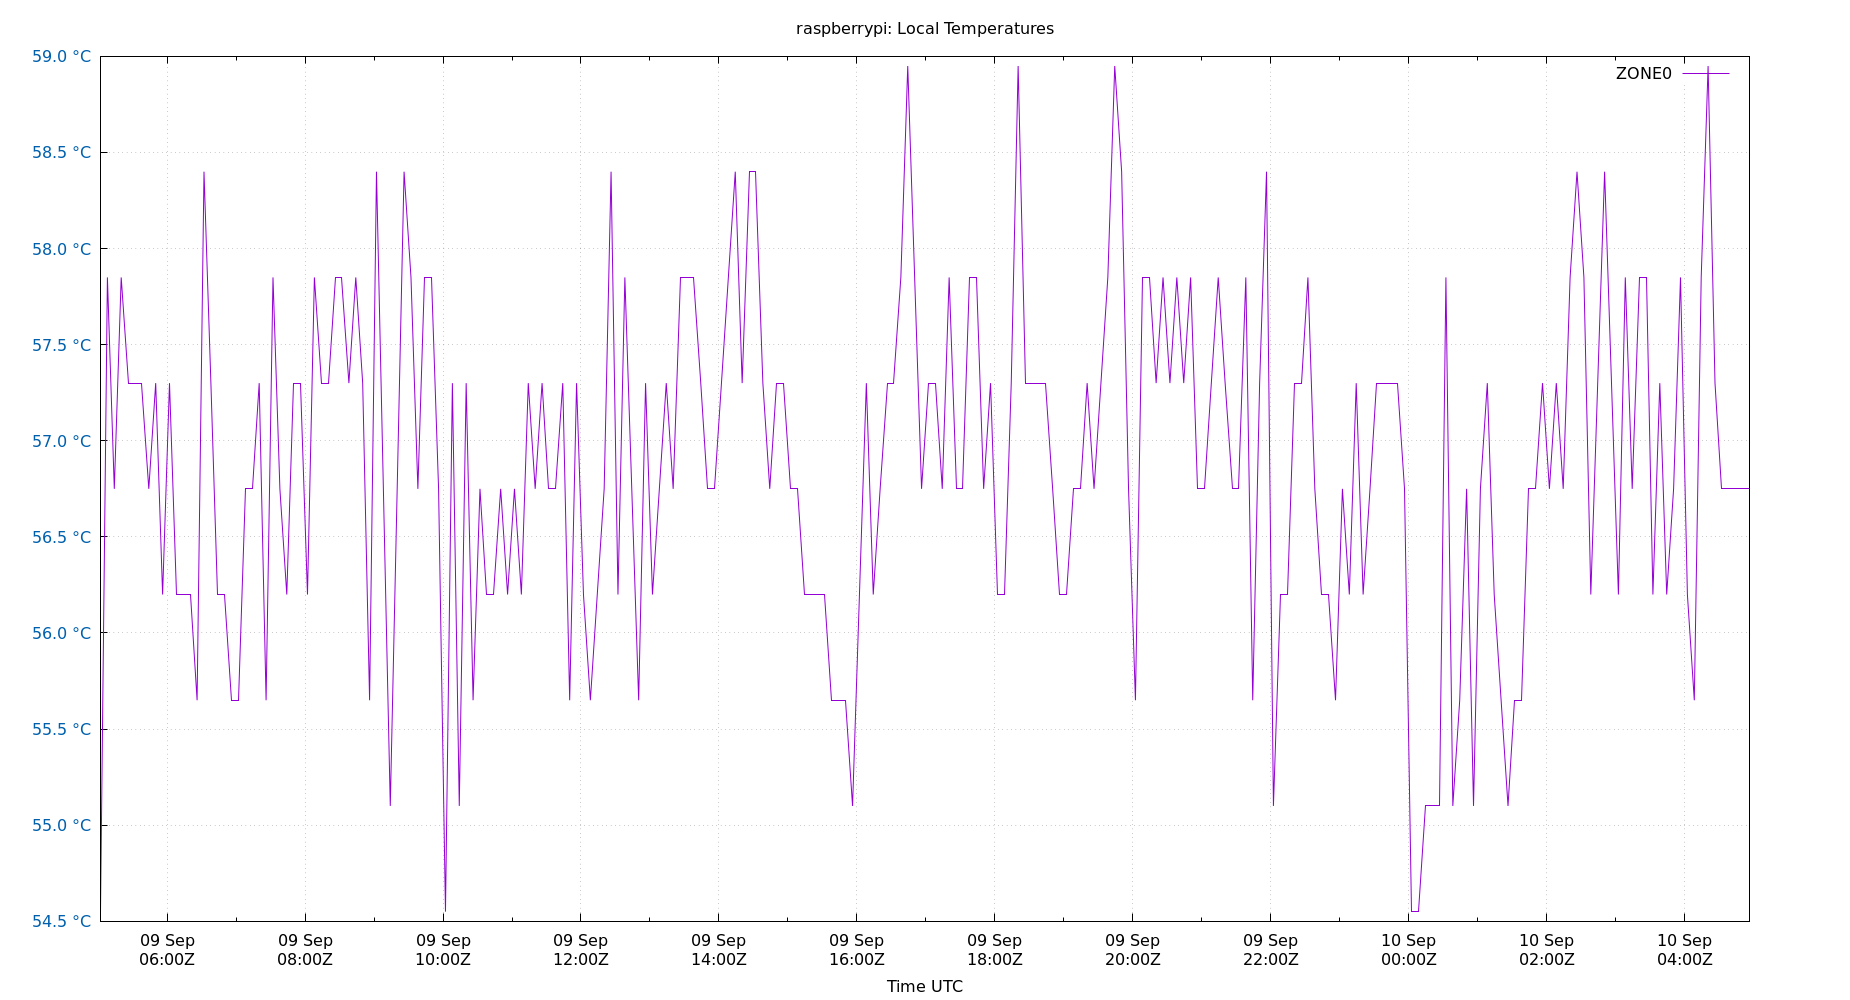 raspberrypi: Local Temperatures
59.0 °C
58.5 °C
58.0 °C
57.5 °C
57.0 °C
56.5 °C
56.0 °C
55.5 °C
55.0 °C
54.5 °C
ZONE0
09 Sep 09 Sep 09 Sep 09 Sep 09 Sep 09 Sep 09 Sep 09 Sep 09 Sep 10 Sep 10 Sep 10 Sep
06:00Z 08:00Z 10:00Z 12:00Z 14:00Z 16:00Z 18:00Z 20:00Z 22:00Z 00:00Z 02:00Z 04:00Z
Time UTC